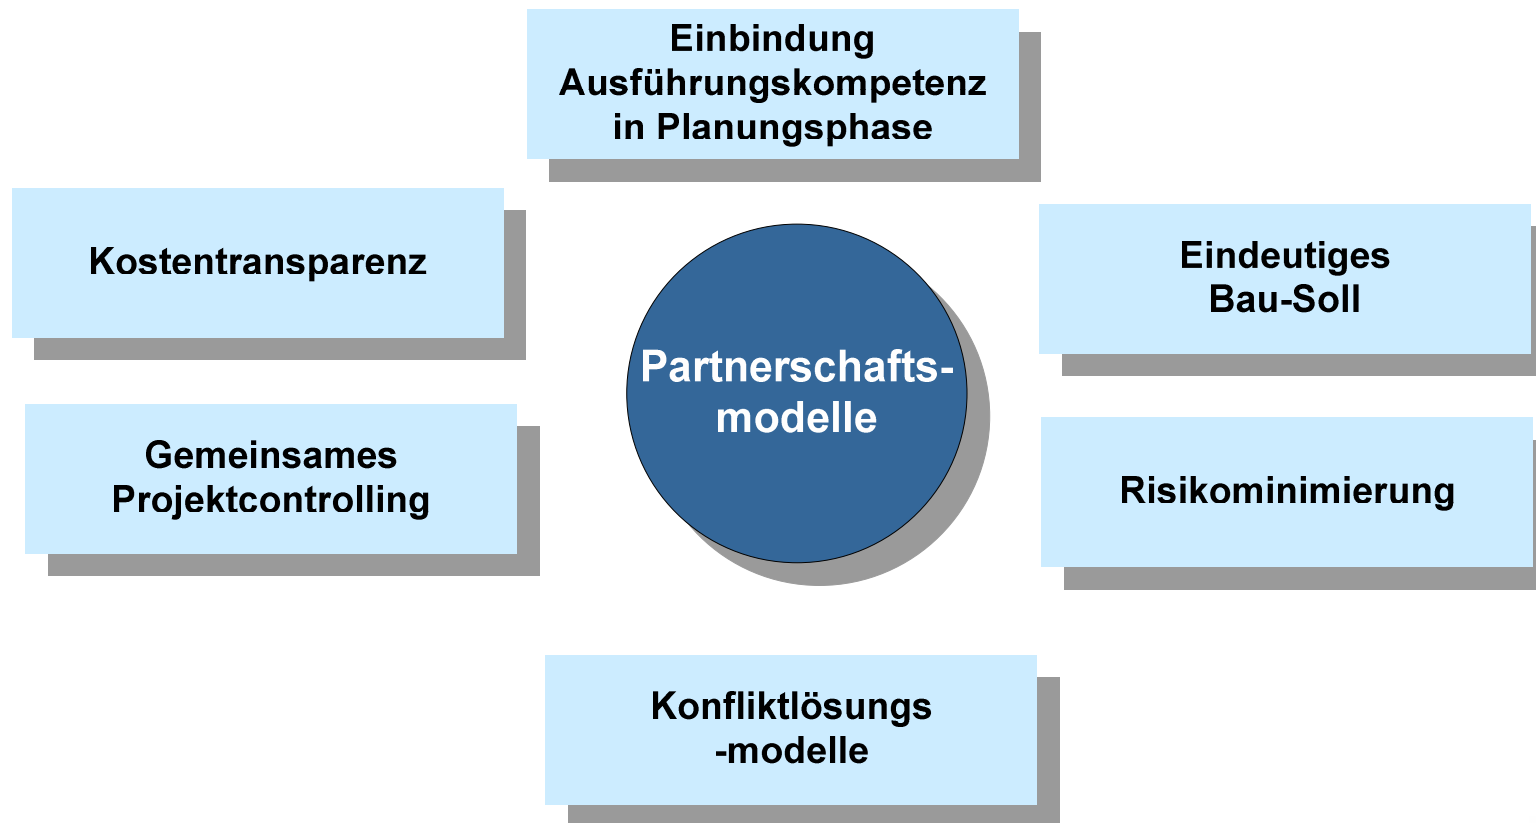 Einbindung
Ausführungskompetenz
in Planungsphase
Kostentransparenz
Eindeutiges
Bau-Soll
Partnerschafts-
modelle
Gemeinsames
Projektcontrolling
Risikominimierung
Konfliktlösungs
-modelle